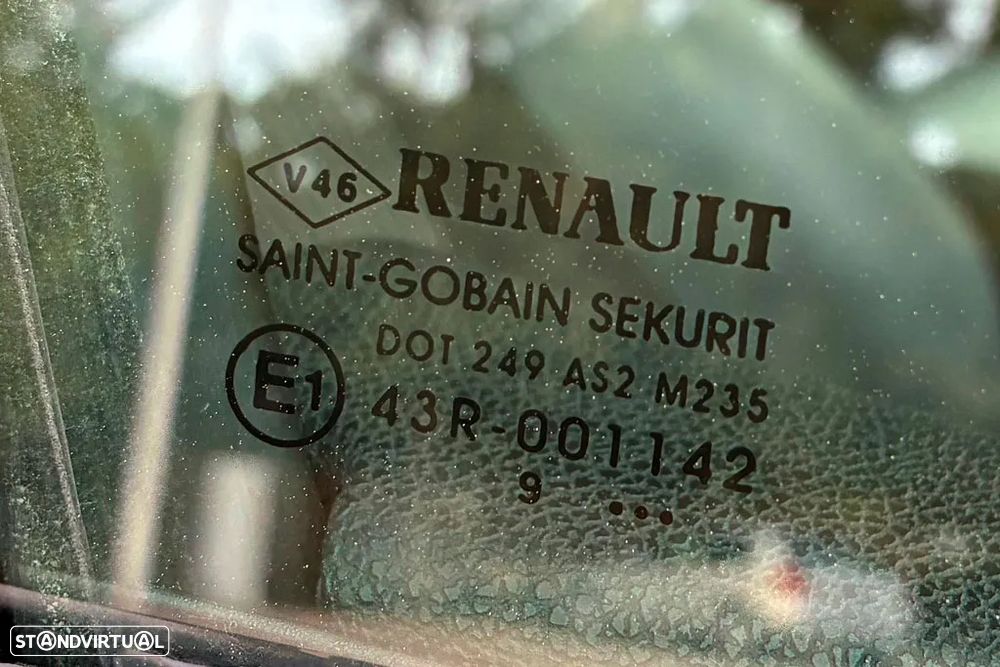 V46 RENAULT
SAINT-GOBAIN SEKURIT
DOT 249 AS2 M235
E1 43R-001142
9 ...
STANDVIRTUAL